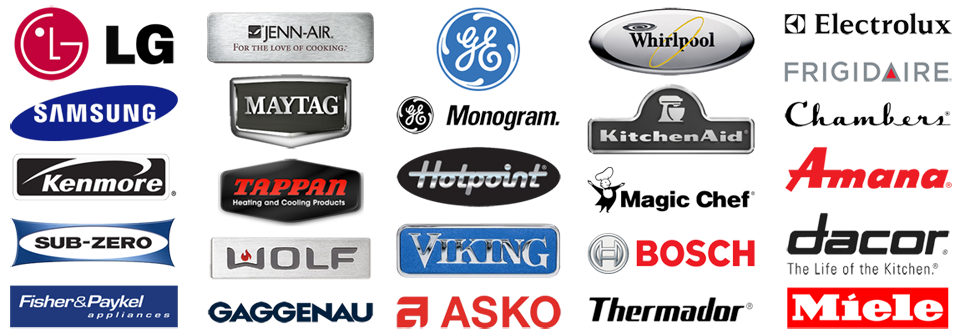 LG
SAMSUNG
Kenmore®
SUB-ZERO
Fisher&Paykel
appliances
JENN-AIR.
FOR THE LOVE OF COOKING.™
MAYTAG
TAPPAN
Heating and Cooling Products
WOLF
GAGGENAU
GE
GE Monogram.
Hotpoint
VIKING
ASKO
Whirlpool
KitchenAid®
Magic Chef®
BOSCH
Thermador®
Electrolux
FRIGIDAIRE.
Chambers®
Amana®
dacor®
The Life of the Kitchen.®
Miele